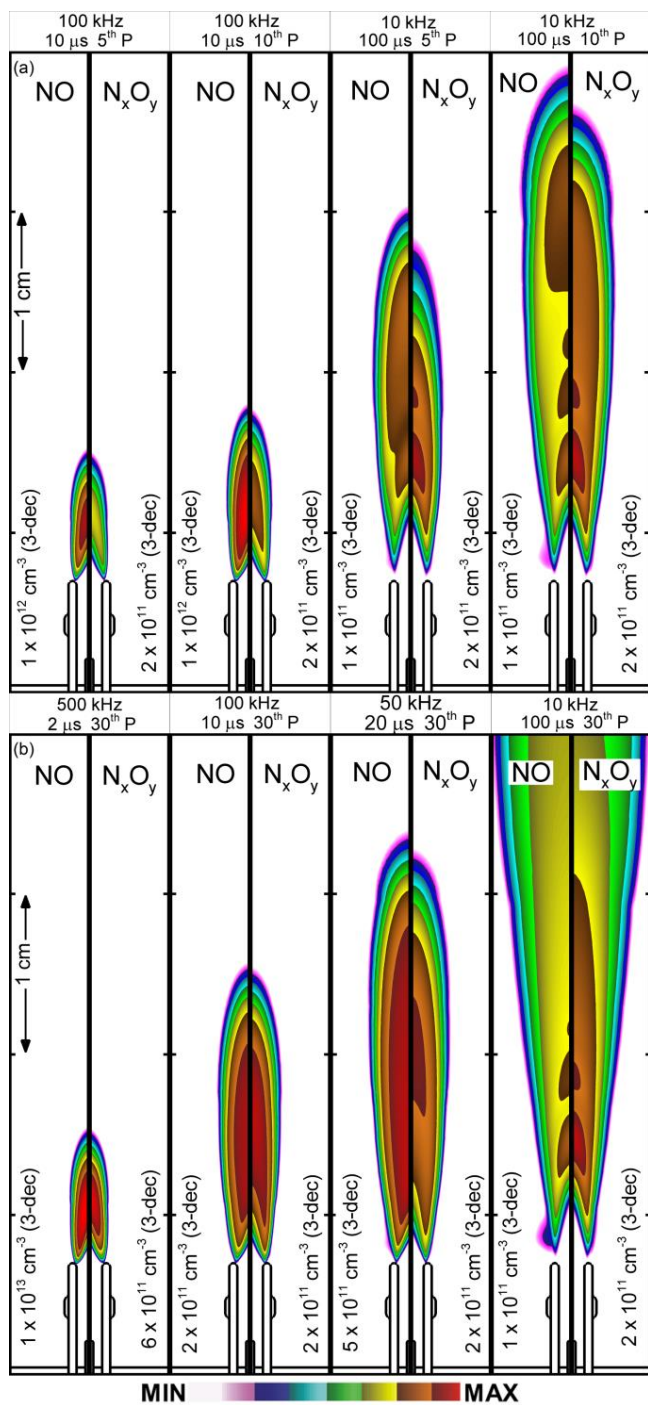 100 kHz
10 μs 5th P
100 kHz
10 μs 10th P
10 kHz
100 μs 5th P
10 kHz
100 μs 10th P
(a)
NO NxOy
NO NxOy
NO NxOy
NO NxOy
1 cm
1 x 10^12 cm^-3 (3-dec)
2 x 10^11 cm^-3 (3-dec)
1 x 10^12 cm^-3 (3-dec)
2 x 10^11 cm^-3 (3-dec)
1 x 10^11 cm^-3 (3-dec)
2 x 10^11 cm^-3 (3-dec)
1 x 10^11 cm^-3 (3-dec)
2 x 10^11 cm^-3 (3-dec)
500 kHz
2 μs 30th P
100 kHz
10 μs 30th P
50 kHz
20 μs 30th P
10 kHz
100 μs 30th P
(b)
NO NxOy
NO NxOy
NO NxOy
NO NxOy
1 cm
1 x 10^13 cm^-3 (3-dec)
6 x 10^11 cm^-3 (3-dec)
2 x 10^11 cm^-3 (3-dec)
2 x 10^11 cm^-3 (3-dec)
5 x 10^11 cm^-3 (3-dec)
2 x 10^11 cm^-3 (3-dec)
1 x 10^11 cm^-3 (3-dec)
2 x 10^11 cm^-3 (3-dec)
MIN MAX